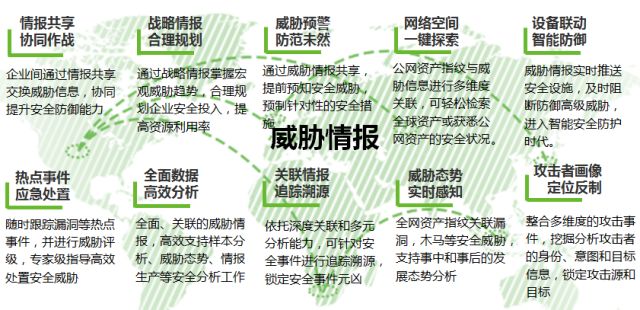 情报共享
协同作战
企业间通过情报共享
交换威胁信息，协同
提升安全防御能力
战略情报
合理规划
通过战略情报掌握宏
观威胁趋势，合理规
划企业安全投入，提
高资源利用率
威胁预警
防范未然
通过威胁情报共享，
提前预知安全威胁，
预制针对性的安全措
施
网络空间
一键探索
公网资产指纹与威
胁信息进行多维度
关联，可轻松检索
全球资产或获悉公
网资产的安全状况。
设备联动
智能防御
威胁情报实时推送
安全设施，及时阻
断防御高级威胁，
进入智能安全防护
时代。
威胁情报
热点事件
应急处置
随时跟踪漏洞等热点
事件，并进行威胁评
级，专家级指导高效
处置安全威胁
全面数据
高效分析
全面、关联的威胁情
报，高效支持样本分
析、威胁态势、情报
生产等安全分析工作
关联情报
追踪溯源
依托深度关联和多元
分析能力，可针对安
全事件进行追踪溯源，
锁定安全事件元凶
威胁态势
实时感知
全网资产指纹关联漏
洞，木马等安全威胁，
支持事中和事后的发
展态势分析
攻击者画像
定位反制
整合多维度的攻击事
件，挖掘分析攻击者
的身份、意图和目标
信息，锁定攻击源和
目标